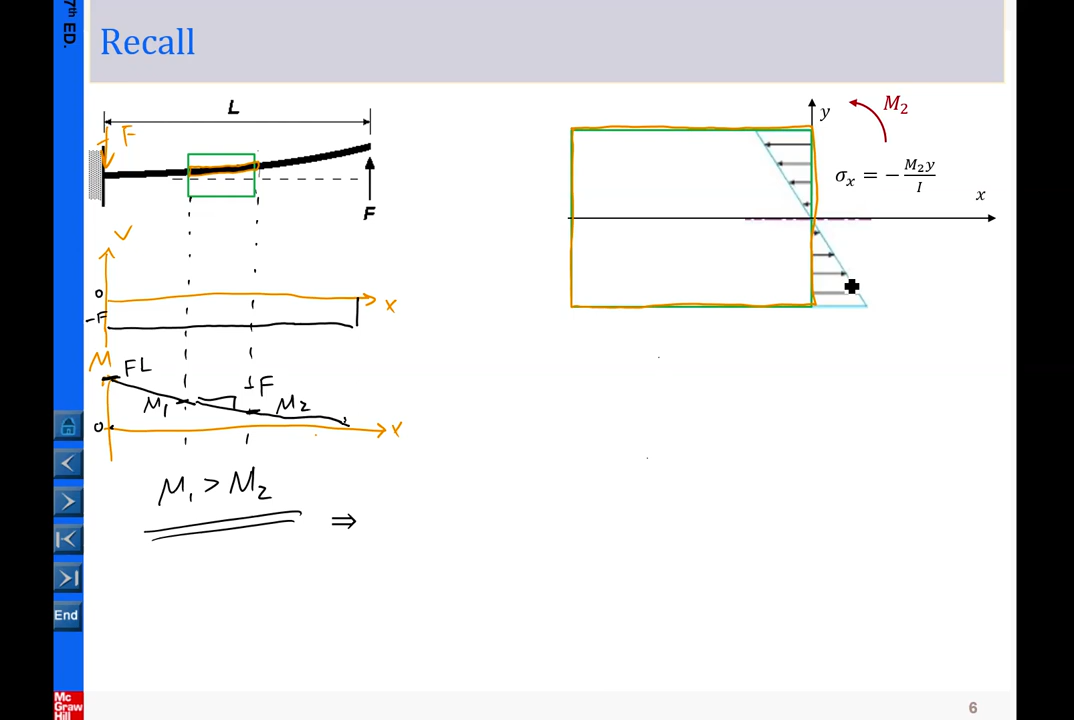 7th ED.
Recall
L
F
F
y
M₂
σₓ = − M₂y / I
x
V
0
x
-F
M
FL
F
M₁
M₂
0
x
M₁ > M₂
⇒
End
Mc
Graw
Hill
6